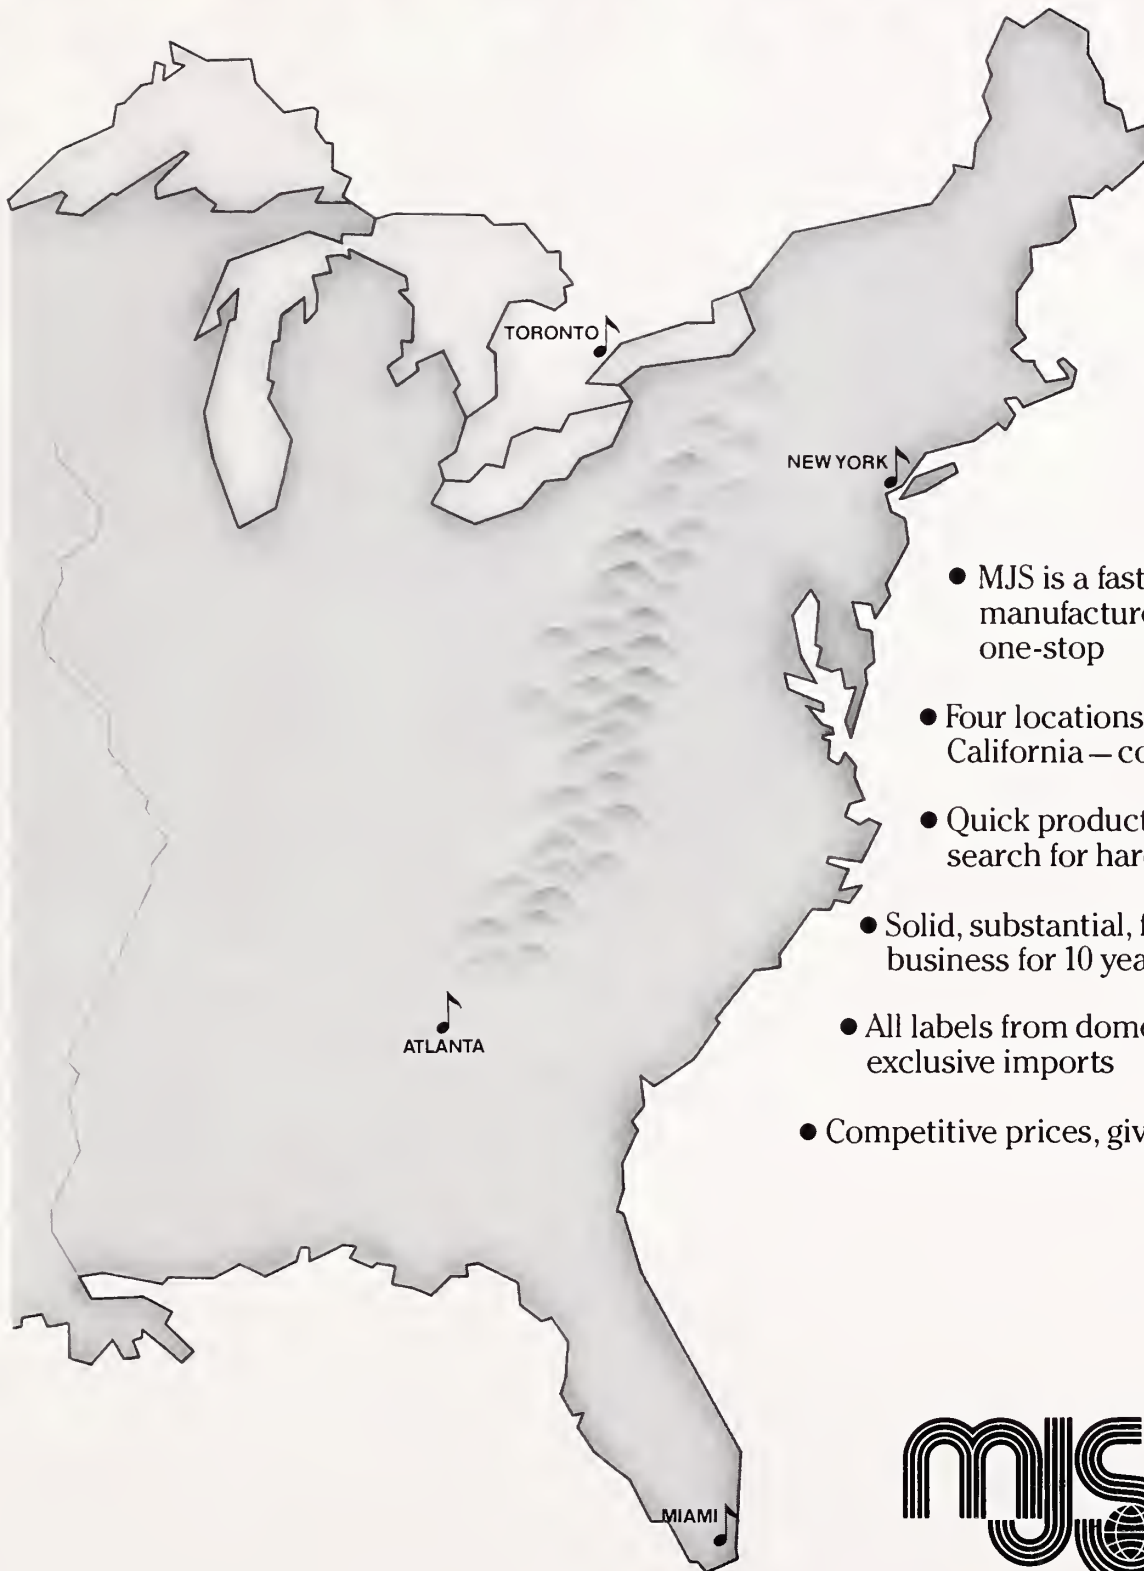 TORONTO
NEW YORK
● MJS is a fast
manufacture
one-stop
● Four locations
California—co
● Quick product
search for hard
● Solid, substantial, f
business for 10 yea
● All labels from dome
exclusive imports
● Competitive prices, giv
ATLANTA
MIAMI
mjs